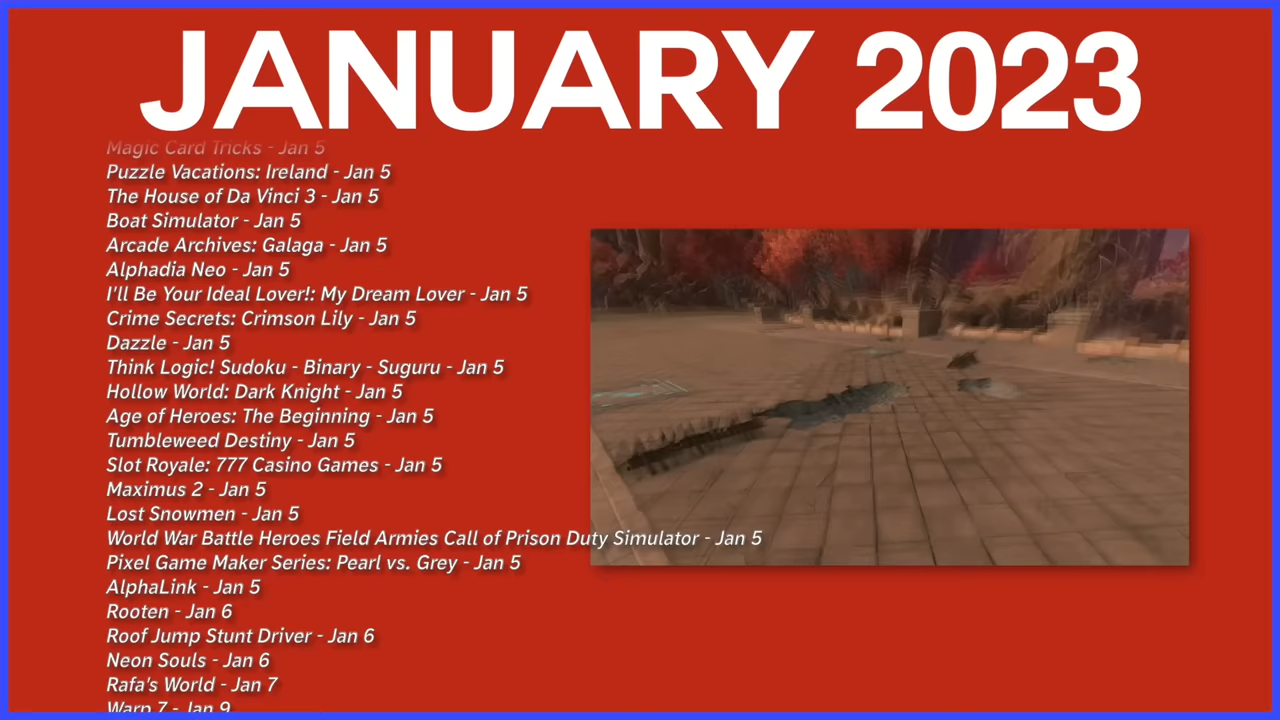 JANUARY 2023
Magic Card Tricks - Jan 5
Puzzle Vacations: Ireland - Jan 5
The House of Da Vinci 3 - Jan 5
Boat Simulator - Jan 5
Arcade Archives: Galaga - Jan 5
Alphadia Neo - Jan 5
I'll Be Your Ideal Lover!: My Dream Lover - Jan 5
Crime Secrets: Crimson Lily - Jan 5
Dazzle - Jan 5
Think Logic! Sudoku - Binary - Suguru - Jan 5
Hollow World: Dark Knight - Jan 5
Age of Heroes: The Beginning - Jan 5
Tumbleweed Destiny - Jan 5
Slot Royale: 777 Casino Games - Jan 5
Maximus 2 - Jan 5
Lost Snowmen - Jan 5
World War Battle Heroes Field Armies Call of Prison Duty Simulator - Jan 5
Pixel Game Maker Series: Pearl vs. Grey - Jan 5
AlphaLink - Jan 5
Rooten - Jan 6
Roof Jump Stunt Driver - Jan 6
Neon Souls - Jan 6
Rafa's World - Jan 7
Warp 7 - Jan 9